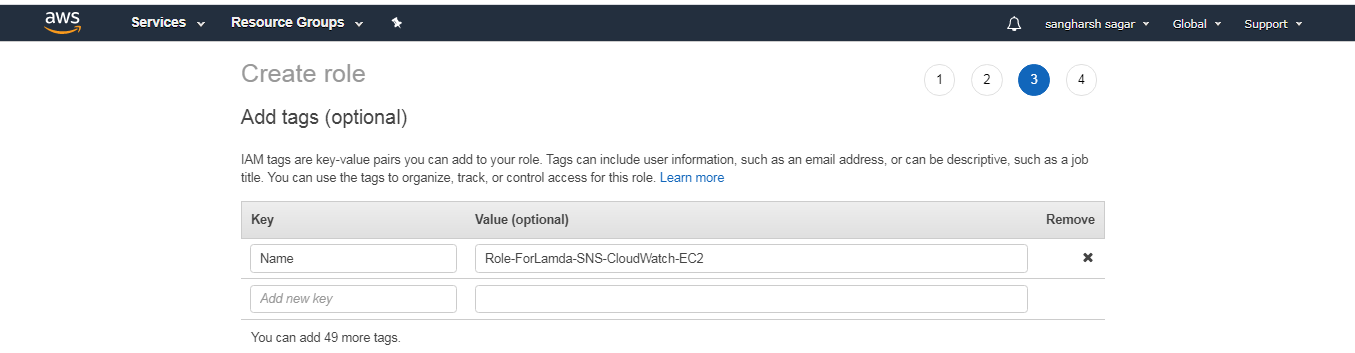 aws Services Resource Groups sangharsh sagar Global Support
Create role 1 2 3 4
Add tags (optional)
IAM tags are key-value pairs you can add to your role. Tags can include user information, such as an email address, or can be descriptive, such as a job
title. You can use the tags to organize, track, or control access for this role. Learn more
Key Value (optional) Remove
Name Role-ForLamda-SNS-CloudWatch-EC2
Add new key
You can add 49 more tags.